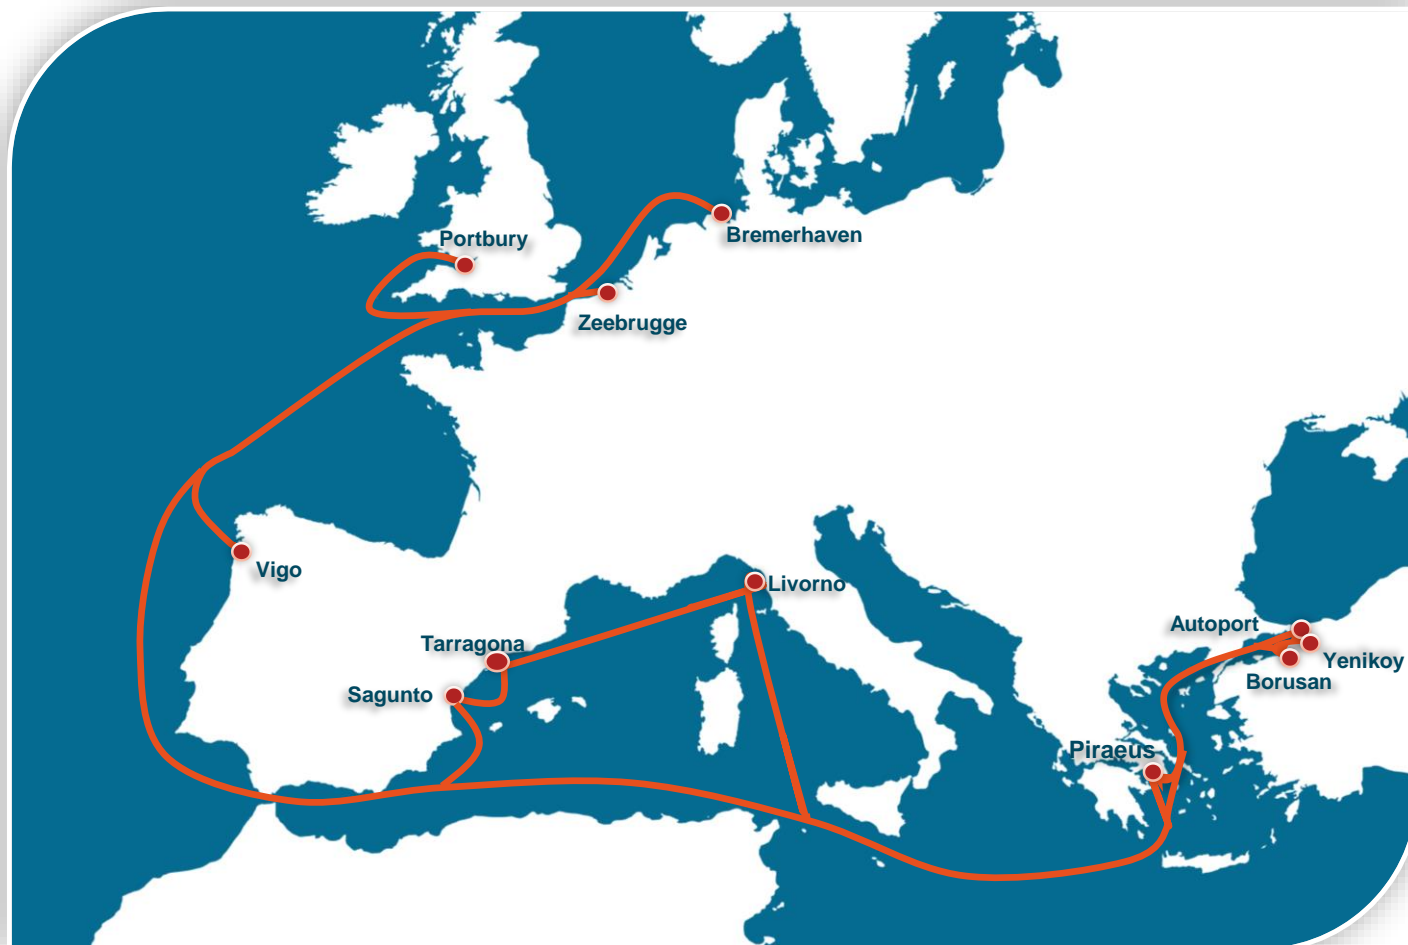 Portbury
Bremerhaven
Zeebrugge
Vigo
Livorno
Tarragona
Sagunto
Autoport
Yenikoy
Borusan
Piraeus